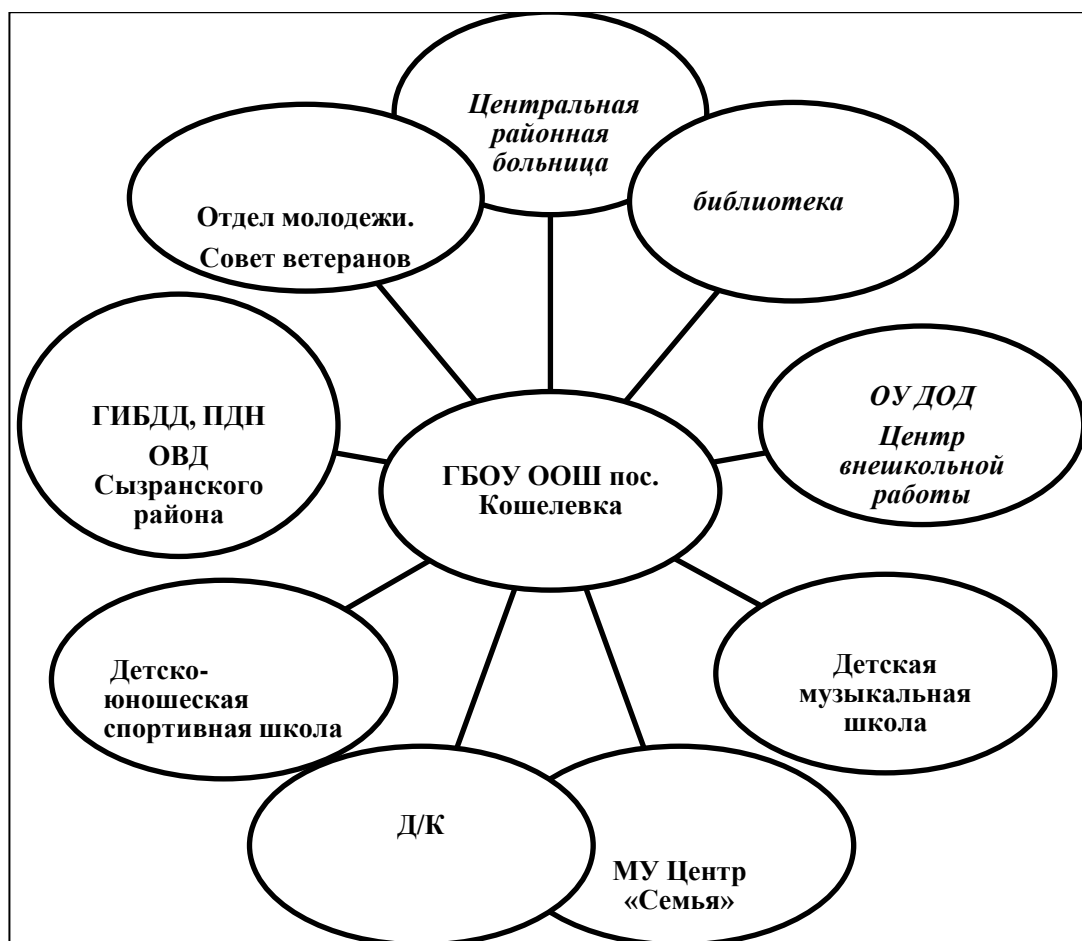 Центральная
районная
больница
библиотека
Отдел молодежи.
Совет ветеранов
ГИБДД, ПДН
ОВД
Сызранского
района
ОУ ДОД
Центр
внешкольной
работы
ГБОУ ООШ пос.
Кошелевка
Детско-
юношеская
спортивная школа
Детская
музыкальная
школа
Д/К
МУ Центр
«Семья»